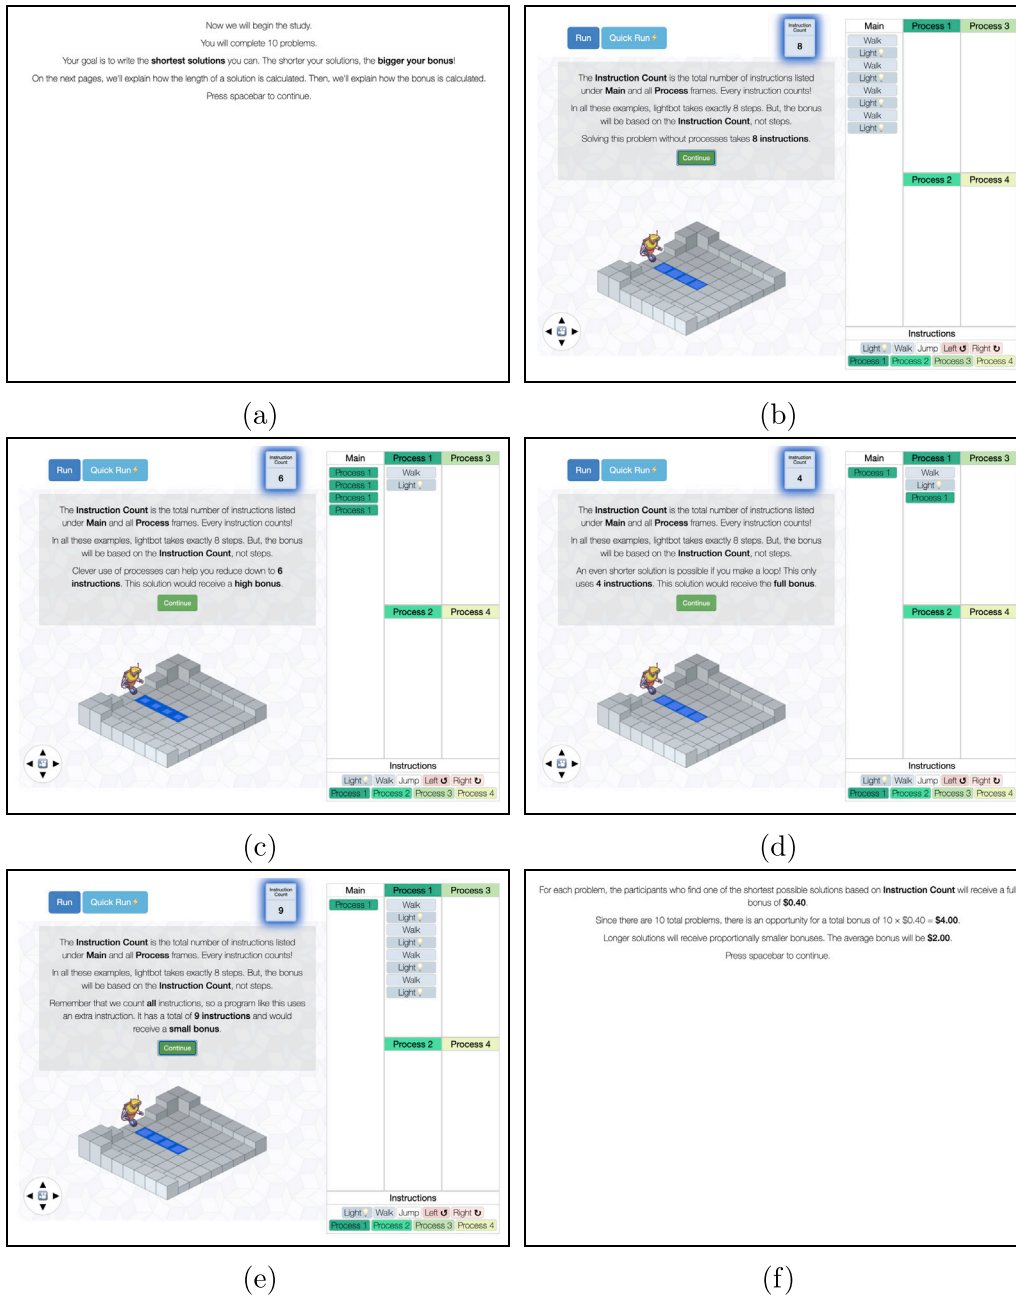 Now we will begin the study.
You will complete 10 problems.
Your goal is to write the shortest solutions you can. The shorter your solutions, the bigger your bonus!
On the next pages, we'll explain how the length of a solution is calculated. Then, we'll explain how the bonus is calculated.
Press spacebar to continue.
(a)
Run Quick Run⚡
Instruction
Count
8
The Instruction Count is the total number of instructions listed
under Main and all Process frames. Every instruction counts!
In all these examples, lightbot takes exactly 8 steps. But, the bonus
will be based on the Instruction Count, not steps.
Solving this problem without processes takes 8 instructions.
Continue
Main Process 1 Process 3
Walk
Light
Walk
Light
Walk
Light
Walk
Light
Process 2 Process 4
Instructions
Light Walk Jump Left ↺ Right ↻
Process 1 Process 2 Process 3 Process 4
(b)
Run Quick Run⚡
Instruction
Count
6
The Instruction Count is the total number of instructions listed
under Main and all Process frames. Every instruction counts!
In all these examples, lightbot takes exactly 8 steps. But, the bonus
will be based on the Instruction Count, not steps.
Clever use of processes can help you reduce down to 6
instructions. This solution would receive a high bonus.
Continue
Main Process 1 Process 3
Process 1 Walk
Process 1 Light
Process 1
Process 1
Process 2 Process 4
Instructions
Light Walk Jump Left ↺ Right ↻
Process 1 Process 2 Process 3 Process 4
(c)
Run Quick Run⚡
Instruction
Count
4
The Instruction Count is the total number of instructions listed
under Main and all Process frames. Every instruction counts!
In all these examples, lightbot takes exactly 8 steps. But, the bonus
will be based on the Instruction Count, not steps.
An even shorter solution is possible if you make a loop! This only
uses 4 instructions. This solution would receive the full bonus.
Continue
Main Process 1 Process 3
Process 1 Walk
Light
Process 1
Process 2 Process 4
Instructions
Light Walk Jump Left ↺ Right ↻
Process 1 Process 2 Process 3 Process 4
(d)
Run Quick Run⚡
Instruction
Count
9
The Instruction Count is the total number of instructions listed
under Main and all Process frames. Every instruction counts!
In all these examples, lightbot takes exactly 8 steps. But, the bonus
will be based on the Instruction Count, not steps.
Remember that we count all instructions, so a program like this uses
an extra instruction. It has a total of 9 instructions and would
receive a small bonus.
Continue
Main Process 1 Process 3
Process 1 Walk
Light
Walk
Light
Walk
Light
Walk
Light
Process 2 Process 4
Instructions
Light Walk Jump Left ↺ Right ↻
Process 1 Process 2 Process 3 Process 4
(e)
For each problem, the participants who find one of the shortest possible solutions based on Instruction Count will receive a full
bonus of $0.40.
Since there are 10 total problems, there is an opportunity for a total bonus of 10 × $0.40 = $4.00.
Longer solutions will receive proportionally smaller bonuses. The average bonus will be $2.00.
Press spacebar to continue.
(f)